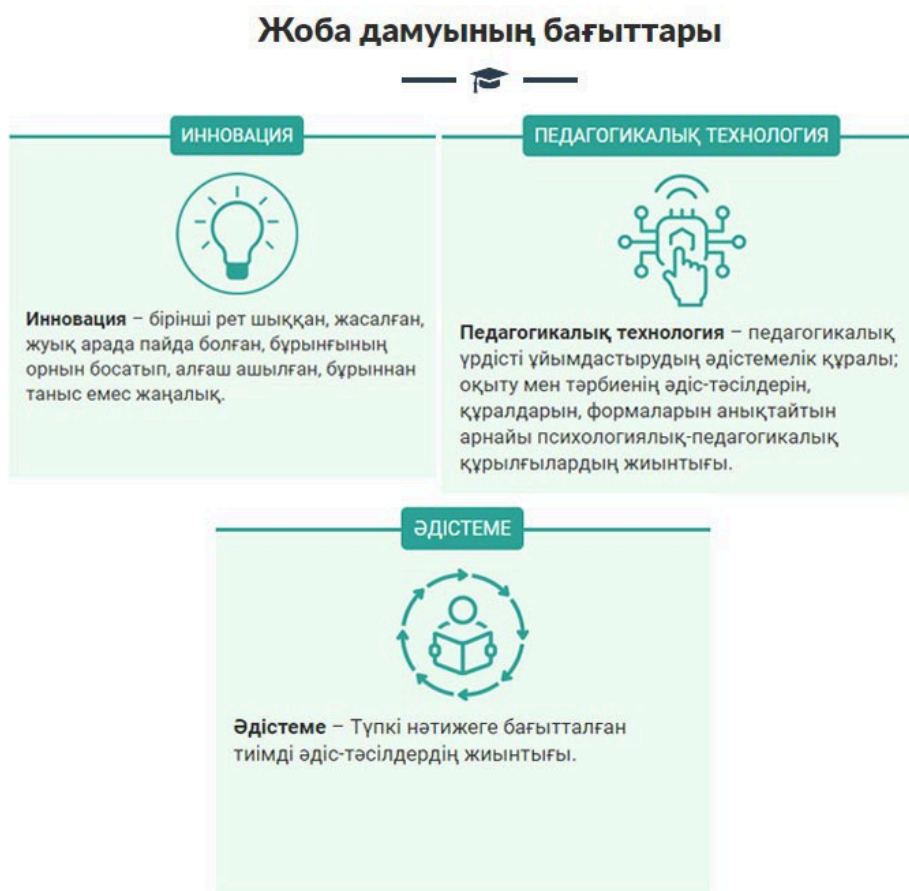 Жоба дамуының бағыттары
ИННОВАЦИЯ
Инновация – бірінші рет шыққан, жасалған,
жуық арада пайда болған, бұрынғының
орнын босатып, алғаш ашылған, бұрыннан
таныс емес жаңалық.
ПЕДАГОГИКАЛЫҚ ТЕХНОЛОГИЯ
Педагогикалық технология – педагогикалық
үрдісті ұйымдастырудың әдістемелік құралы;
оқыту мен тәрбиенің әдіс-тәсілдерін,
құралдарын, формаларын анықтайтын
арнайы психологиялық-педагогикалық
құрылғылардың жиынтығы.
ӘДІСТЕМЕ
Әдістеме – Түпкі нәтижеге бағытталған
тиімді әдіс-тәсілдердің жиынтығы.